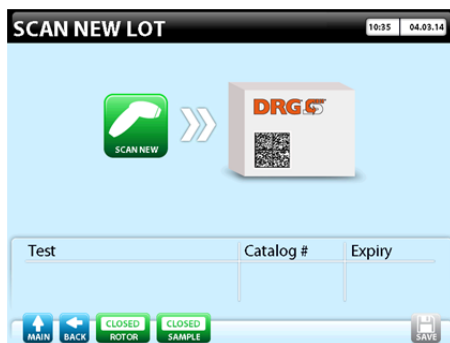 SCAN NEW LOT
10:35 04.03.14
SCAN NEW
DRG
Test Catalog # Expiry
MAIN BACK CLOSED ROTOR CLOSED SAMPLE SAVE